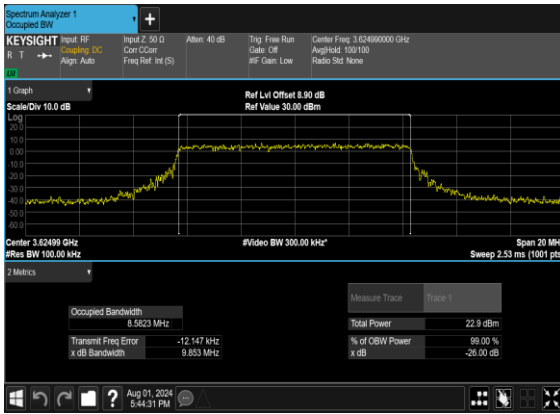 Spectrum Analyzer 1
Occupied BW
KEYSIGHT Input: RF Input Z: 50 Ω Atten: 40 dB Trig: Free Run Center Freq: 3.624990000 GHz
R T Coupling: DC Corr CCorr Gate: Off Avg|Hold: 100/100
Align: Auto Freq Ref: Int (S) #IF Gain: Low Radio Std: None
1 Graph
Scale/Div 10.0 dB Ref Lvl Offset 8.90 dB
Ref Value 30.00 dBm
Log
20.0
10.0
0.00
-10.0
-20.0
-30.0
-40.0
-50.0
-60.0
Center 3.62499 GHz #Video BW 300.00 kHz* Span 20 MH
#Res BW 100.00 kHz Sweep 2.53 ms (1001 pts
2 Metrics
Measure Trace Trace 1
Occupied Bandwidth
8.5823 MHz Total Power 22.9 dBm
Transmit Freq Error -12.147 kHz % of OBW Power 99.00 %
x dB Bandwidth 9.853 MHz x dB -26.00 dB
Aug 01, 2024
5:44:31 PM